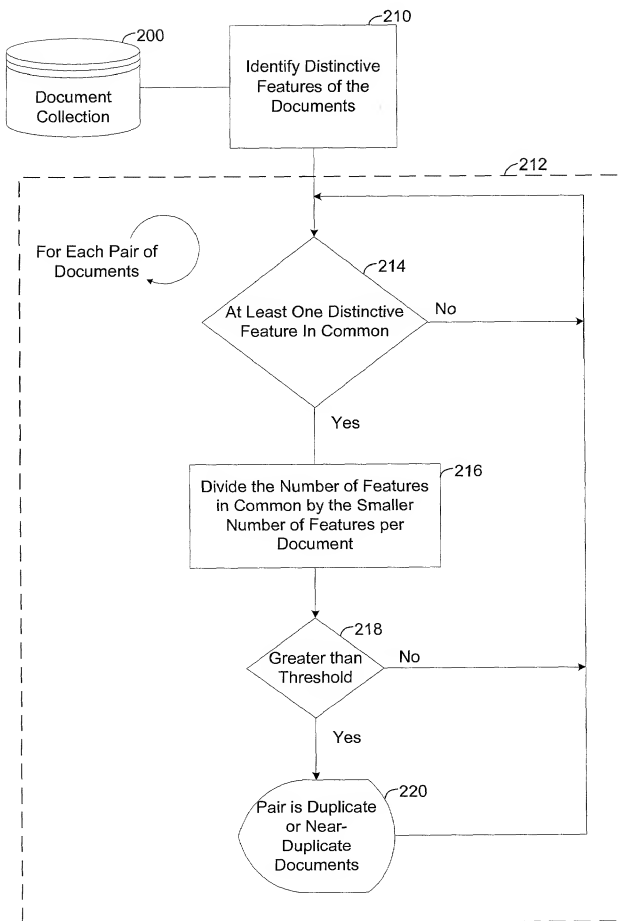 200
Document
Collection
210
Identify Distinctive
Features of the
Documents
212
For Each Pair of
Documents
214
At Least One Distinctive
Feature In Common
No
Yes
216
Divide the Number of Features
in Common by the Smaller
Number of Features per
Document
218
Greater than
Threshold
No
Yes
220
Pair is Duplicate
or Near-
Duplicate
Documents